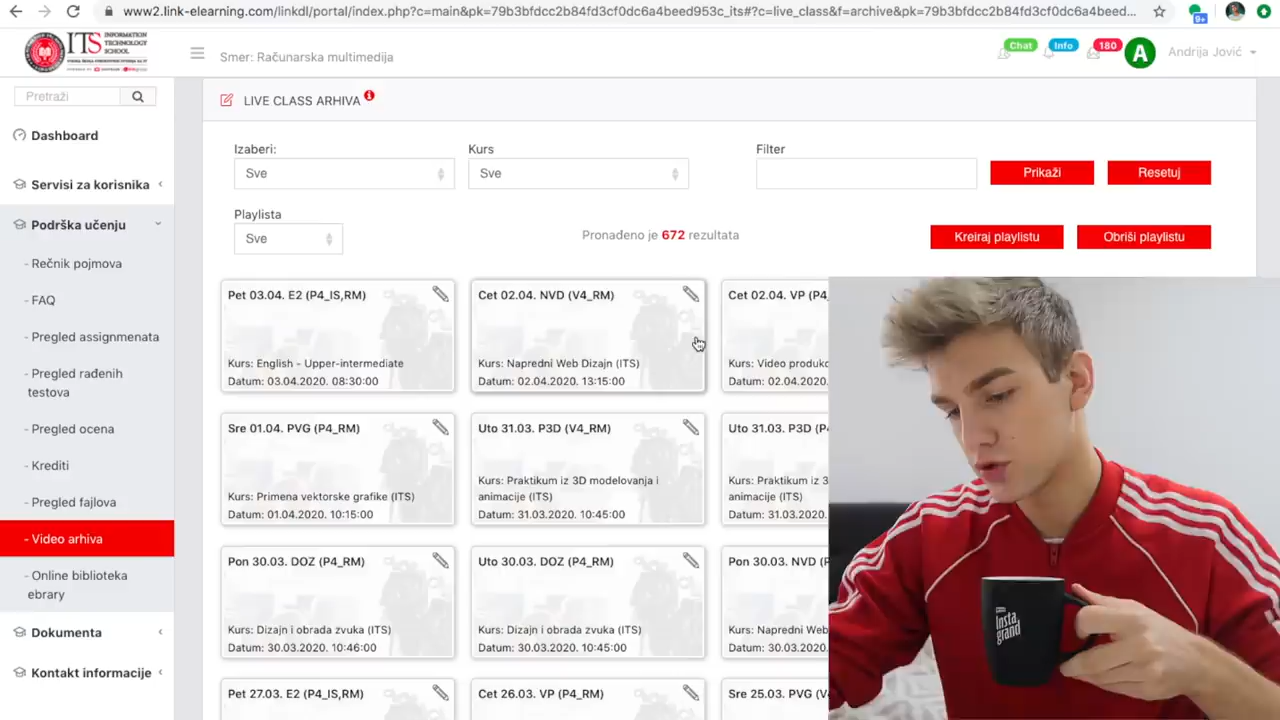 www2.link-elearning.com/linkdl/portal/index.php?c=main&pk=79b3bfdcc2b84fd3cf0dc6a4beed953c_its#?c=live_class&f=archive&pk=79b3bfdcc2b84fd3cf0dc6a4beed...
9+
ITS INFORMATION TECHNOLOGY SCHOOL
Smer: Računarska multimedija
Chat
Info
180
A
Andrija Jović
Pretraži
Dashboard
Servisi za korisnika
Podrška učenju
- Rečnik pojmova
- FAQ
- Pregled assignmenata
- Pregled rađenih
testova
- Pregled ocena
- Krediti
- Pregled fajlova
- Video arhiva
- Online biblioteka
ebrary
Dokumenta
Kontakt informacije
LIVE CLASS ARHIVA
Izaberi:
Kurs
Filter
Sve
Sve
Prikaži
Resetuj
Playlista
Sve
Pronađeno je 672 rezultata
Kreiraj playlistu
Obriši playlistu
Pet 03.04. E2 (P4_IS,RM)
Kurs: English - Upper-intermediate
Datum: 03.04.2020. 08:30:00
Cet 02.04. NVD (V4_RM)
Kurs: Napredni Web Dizajn (ITS)
Datum: 02.04.2020. 13:15:00
Cet 02.04. VP (P4_
Kurs: Video produkc
Datum: 02.04.2020.
Sre 01.04. PVG (P4_RM)
Kurs: Primena vektorske grafike (ITS)
Datum: 01.04.2020. 10:15:00
Uto 31.03. P3D (V4_RM)
Kurs: Praktikum iz 3D modelovanja i
animacije (ITS)
Datum: 31.03.2020. 10:45:00
Uto 31.03. P3D (P4
Kurs: Praktikum iz 3
animacije (ITS)
Datum: 31.03.2020.
Pon 30.03. DOZ (P4_RM)
Kurs: Dizajn i obrada zvuka (ITS)
Datum: 30.03.2020. 10:46:00
Uto 30.03. DOZ (P4_RM)
Kurs: Dizajn i obrada zvuka (ITS)
Datum: 30.03.2020. 10:45:00
Pon 30.03. NVD (P
Kurs: Napredni Web
Datum: 30.03.2020.
Pet 27.03. E2 (P4_IS,RM)
Cet 26.03. VP (P4_RM)
Sre 25.03. PVG (V4
Insta
grand